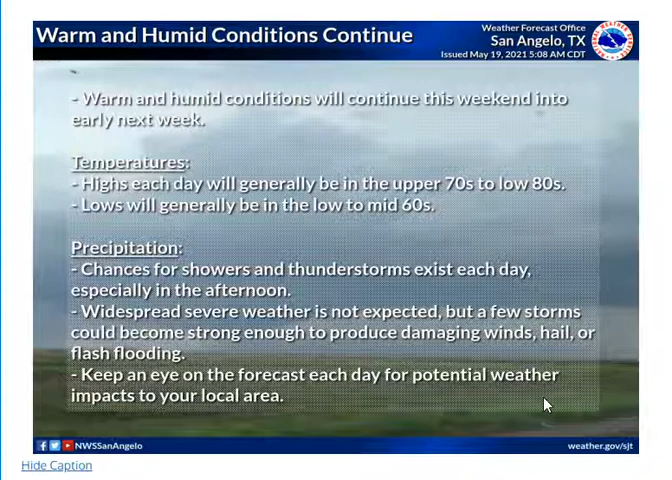 Warm and Humid Conditions Continue
Weather Forecast Office
San Angelo, TX
Issued May 19, 2021 5:08 AM CDT
- Warm and humid conditions will continue this weekend into
early next week.
Temperatures:
- Highs each day will generally be in the upper 70s to low 80s.
- Lows will generally be in the low to mid 60s.
Precipitation:
- Chances for showers and thunderstorms exist each day,
especially in the afternoon.
- Widespread severe weather is not expected, but a few storms
could become strong enough to produce damaging winds, hail, or
flash flooding.
- Keep an eye on the forecast each day for potential weather
impacts to your local area.
NWSSanAngelo
weather.gov/sjt
Hide Caption